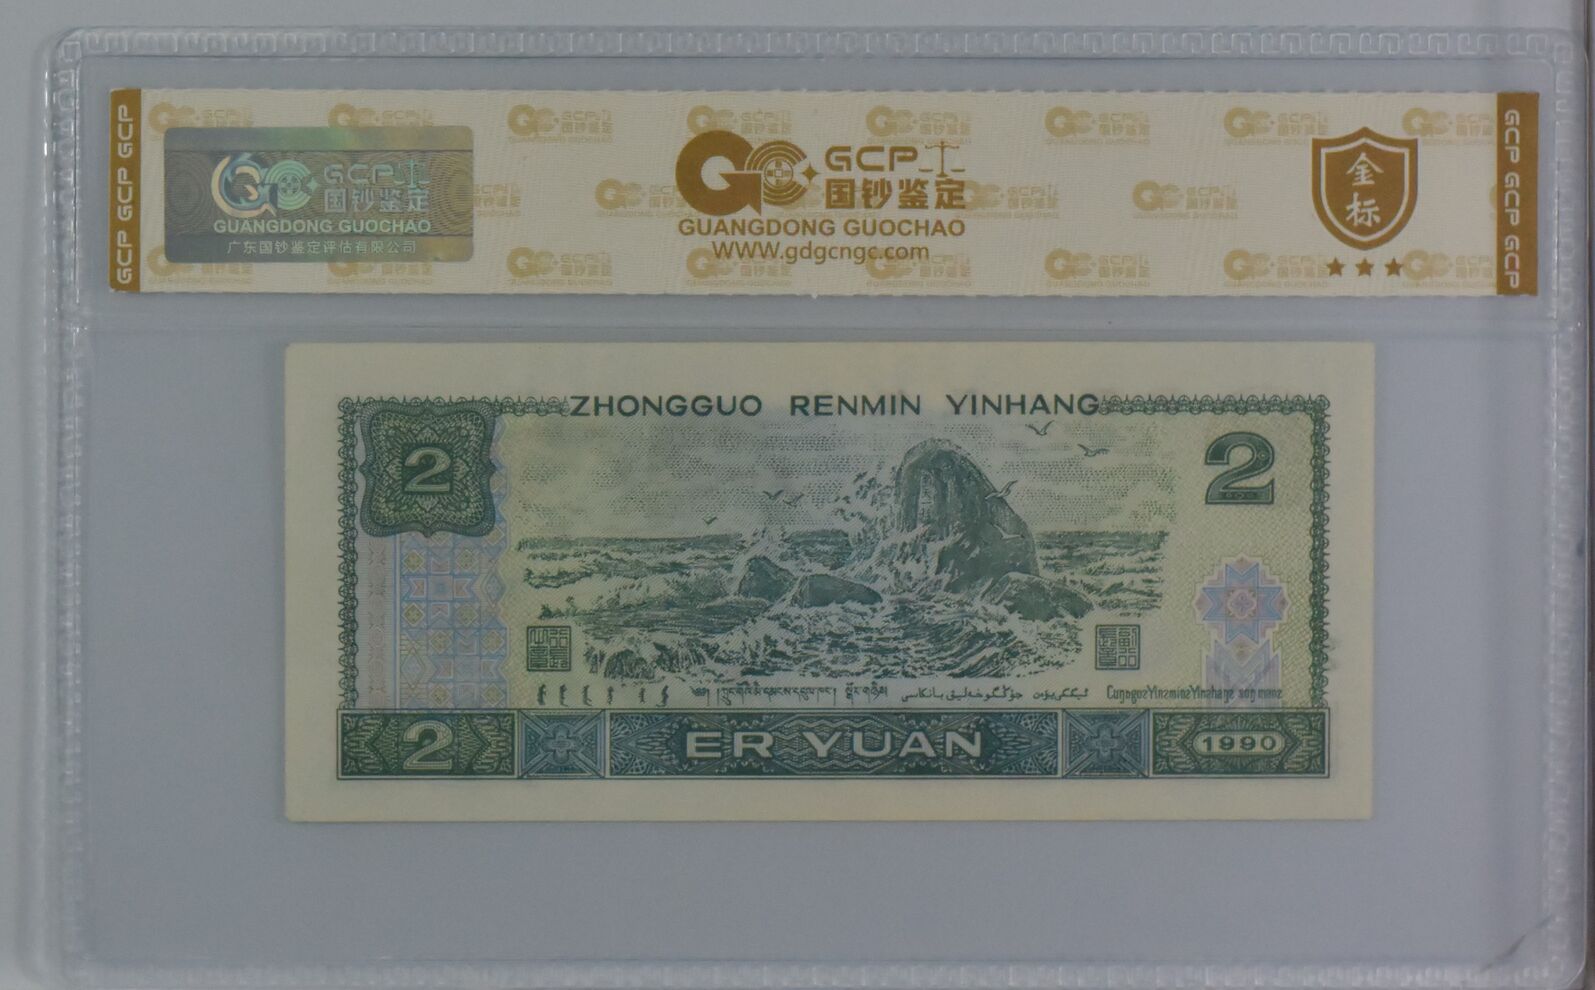 GCP GCP GCP
GCP
国钞鉴定
GUANGDONG GUOCHAO
广东国钞鉴定评估有限公司
GCP
国钞鉴定
GUANGDONG GUOCHAO
WWW.gdgcngc.com
金标
GCP GCP GCP
ZHONGGUO RENMIN YINHANG
2
2
2
ER YUAN
1990